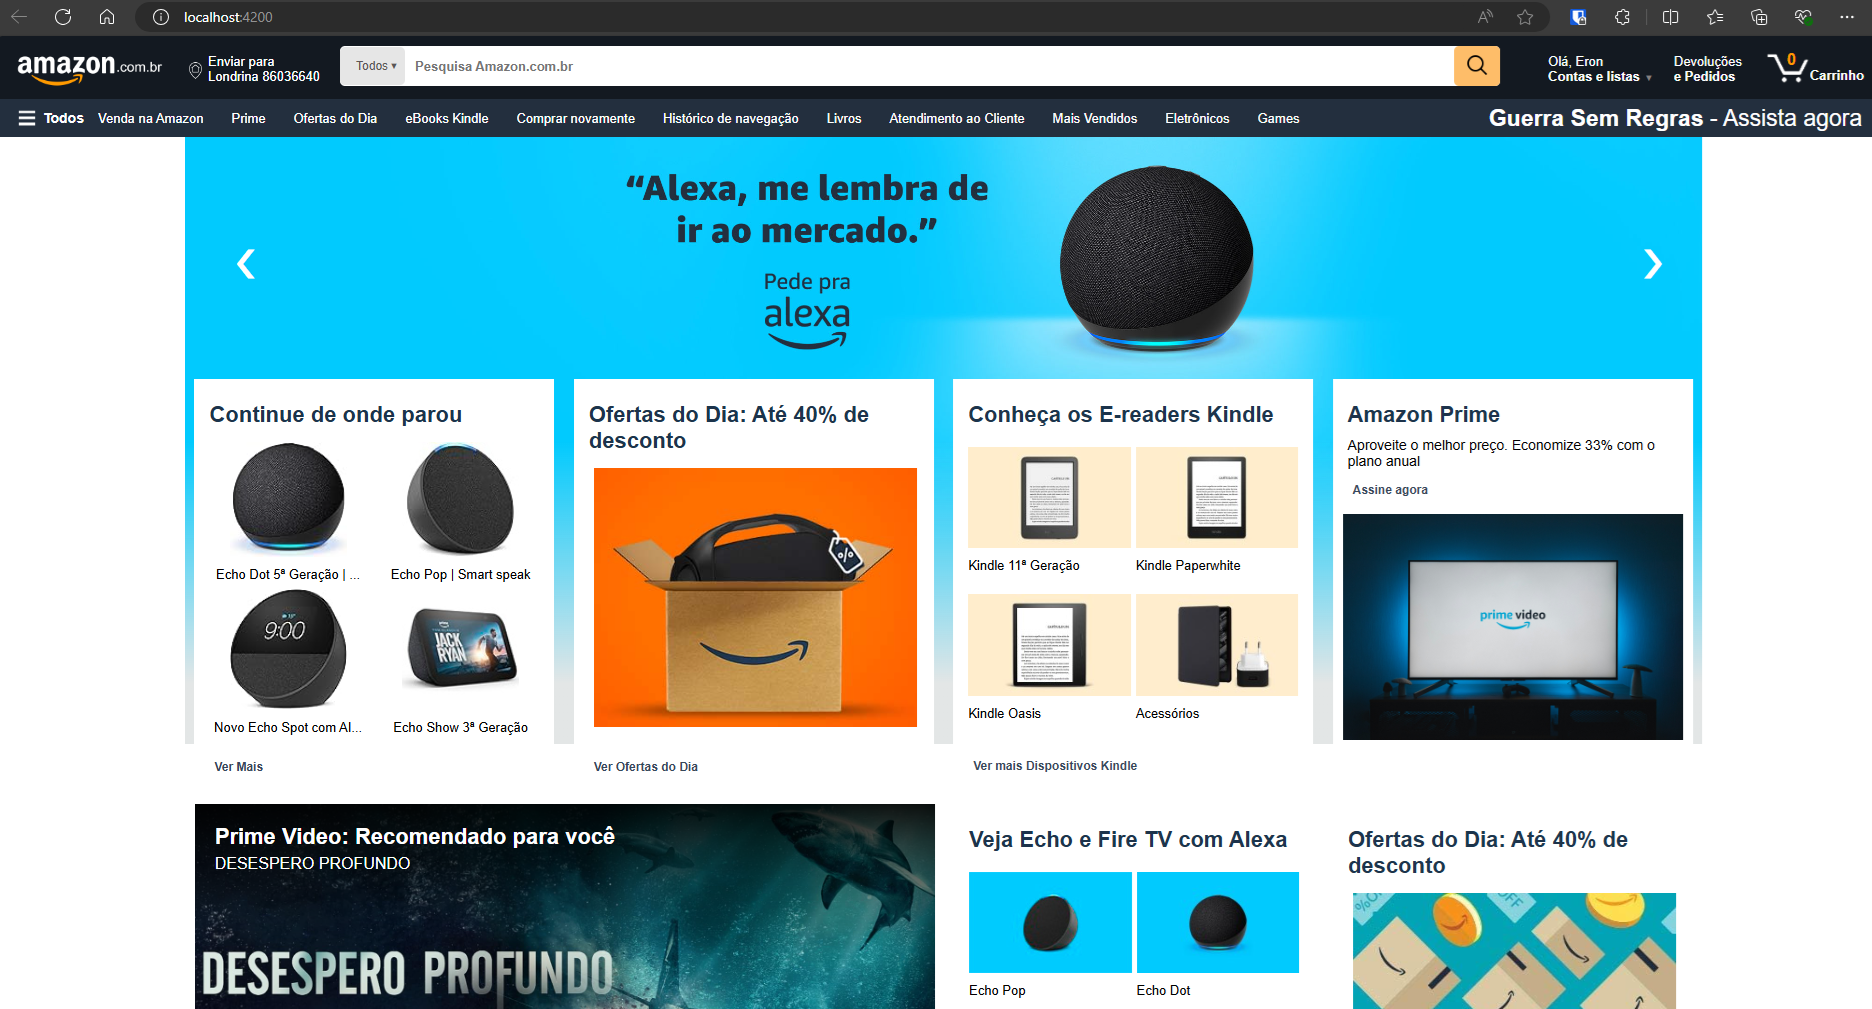 localhost:4200
amazon.com.br
Enviar para
Londrina 86036640
Todos
Pesquisa Amazon.com.br
Olá, Eron
Contas e listas
Devoluções
e Pedidos
0
Carrinho
Todos
Venda na Amazon
Prime
Ofertas do Dia
eBooks Kindle
Comprar novamente
Histórico de navegação
Livros
Atendimento ao Cliente
Mais Vendidos
Eletrônicos
Games
Guerra Sem Regras - Assista agora
“Alexa, me lembra de
ir ao mercado.”
Pede pra
alexa
Continue de onde parou
Echo Dot 5ª Geração | ...
Echo Pop | Smart speak
9:00
Novo Echo Spot com Al...
JACK
RYAN
Echo Show 3ª Geração
Ver Mais
Ofertas do Dia: Até 40% de
desconto
%
Ver Ofertas do Dia
Conheça os E-readers Kindle
Kindle 11ª Geração
Kindle Paperwhite
Kindle Oasis
Acessórios
Ver mais Dispositivos Kindle
Amazon Prime
Aproveite o melhor preço. Economize 33% com o
plano anual
Assine agora
prime video
Prime Video: Recomendado para você
DESESPERO PROFUNDO
DESESPERO PROFUNDO
Veja Echo e Fire TV com Alexa
Echo Pop
Echo Dot
Ofertas do Dia: Até 40% de
desconto
%O
OFF